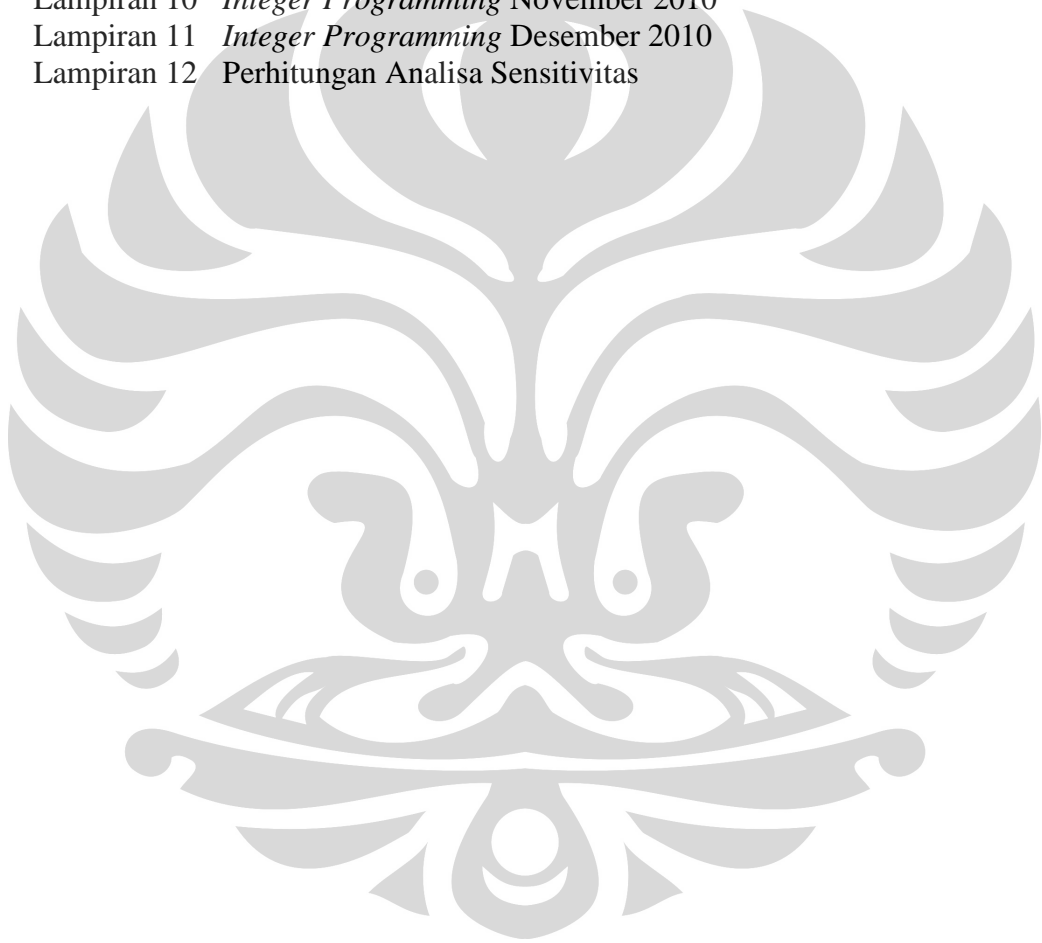 Lampiran 10 Integer Programming November 2010
Lampiran 11 Integer Programming Desember 2010
Lampiran 12 Perhitungan Analisa Sensitivitas